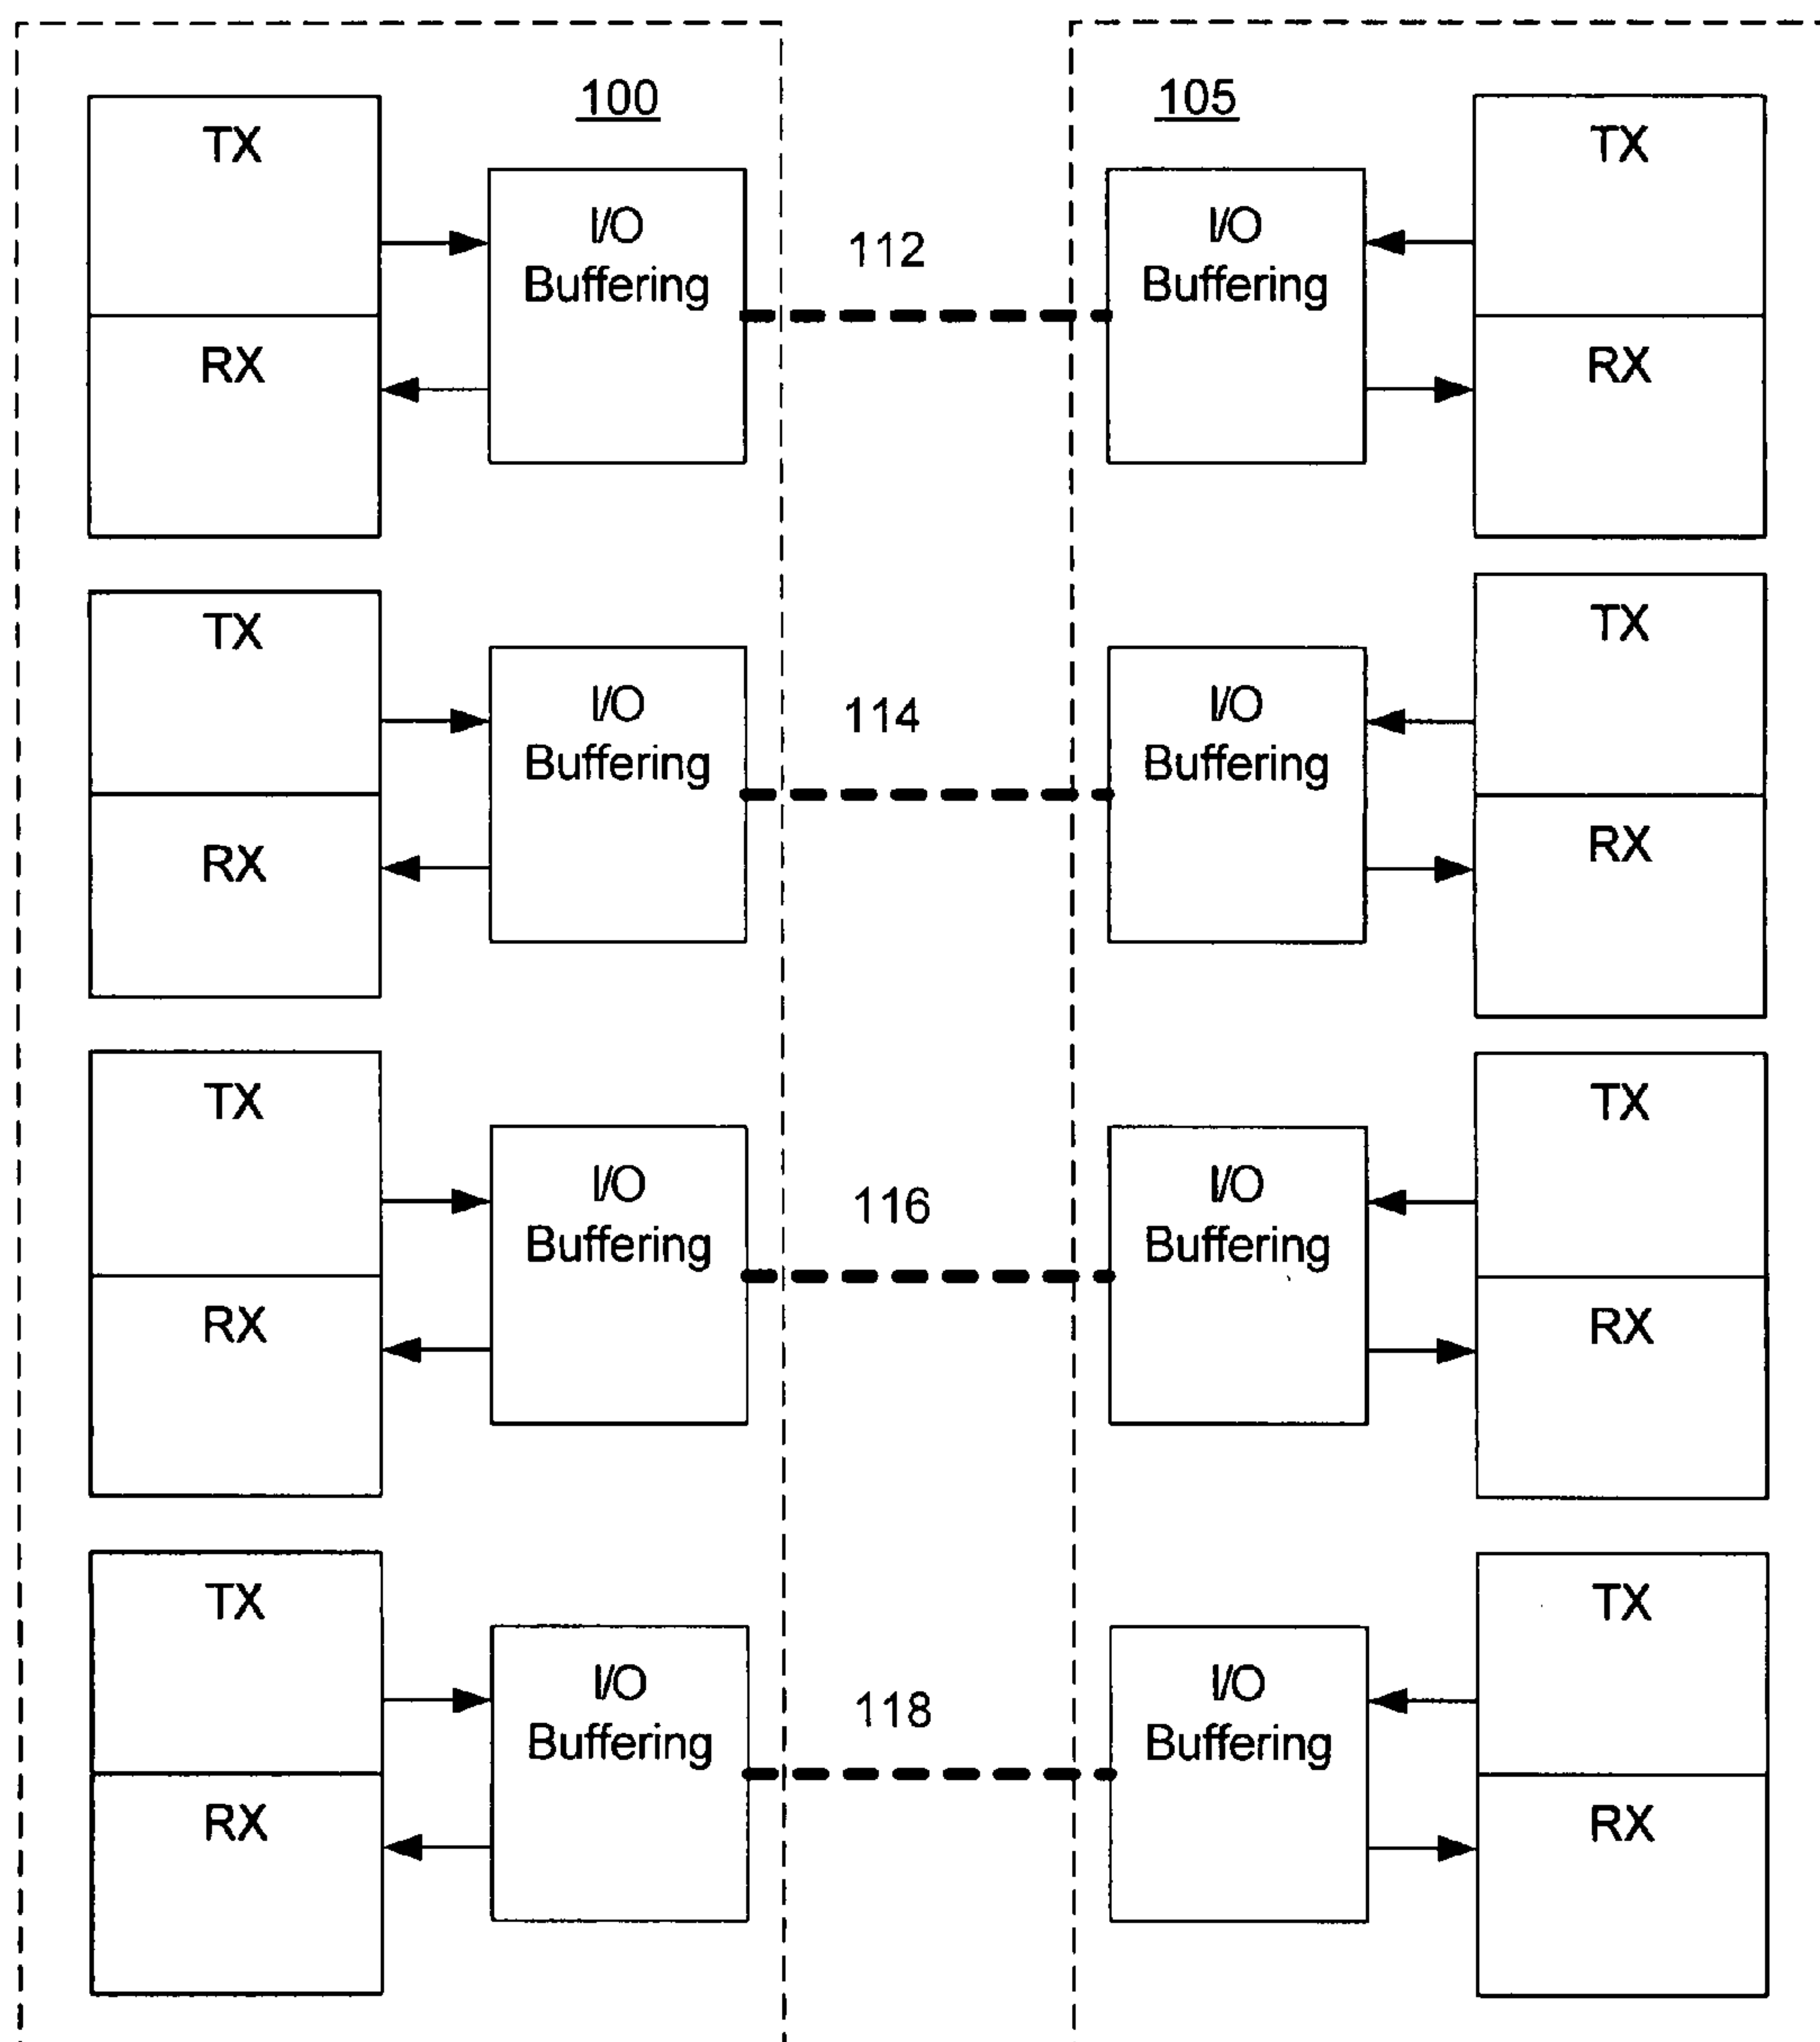 100
105
TX
I/O
Buffering
RX
112
I/O
Buffering
TX
RX
TX
I/O
Buffering
RX
114
I/O
Buffering
TX
RX
TX
I/O
Buffering
RX
116
I/O
Buffering
TX
RX
TX
I/O
Buffering
RX
118
I/O
Buffering
TX
RX